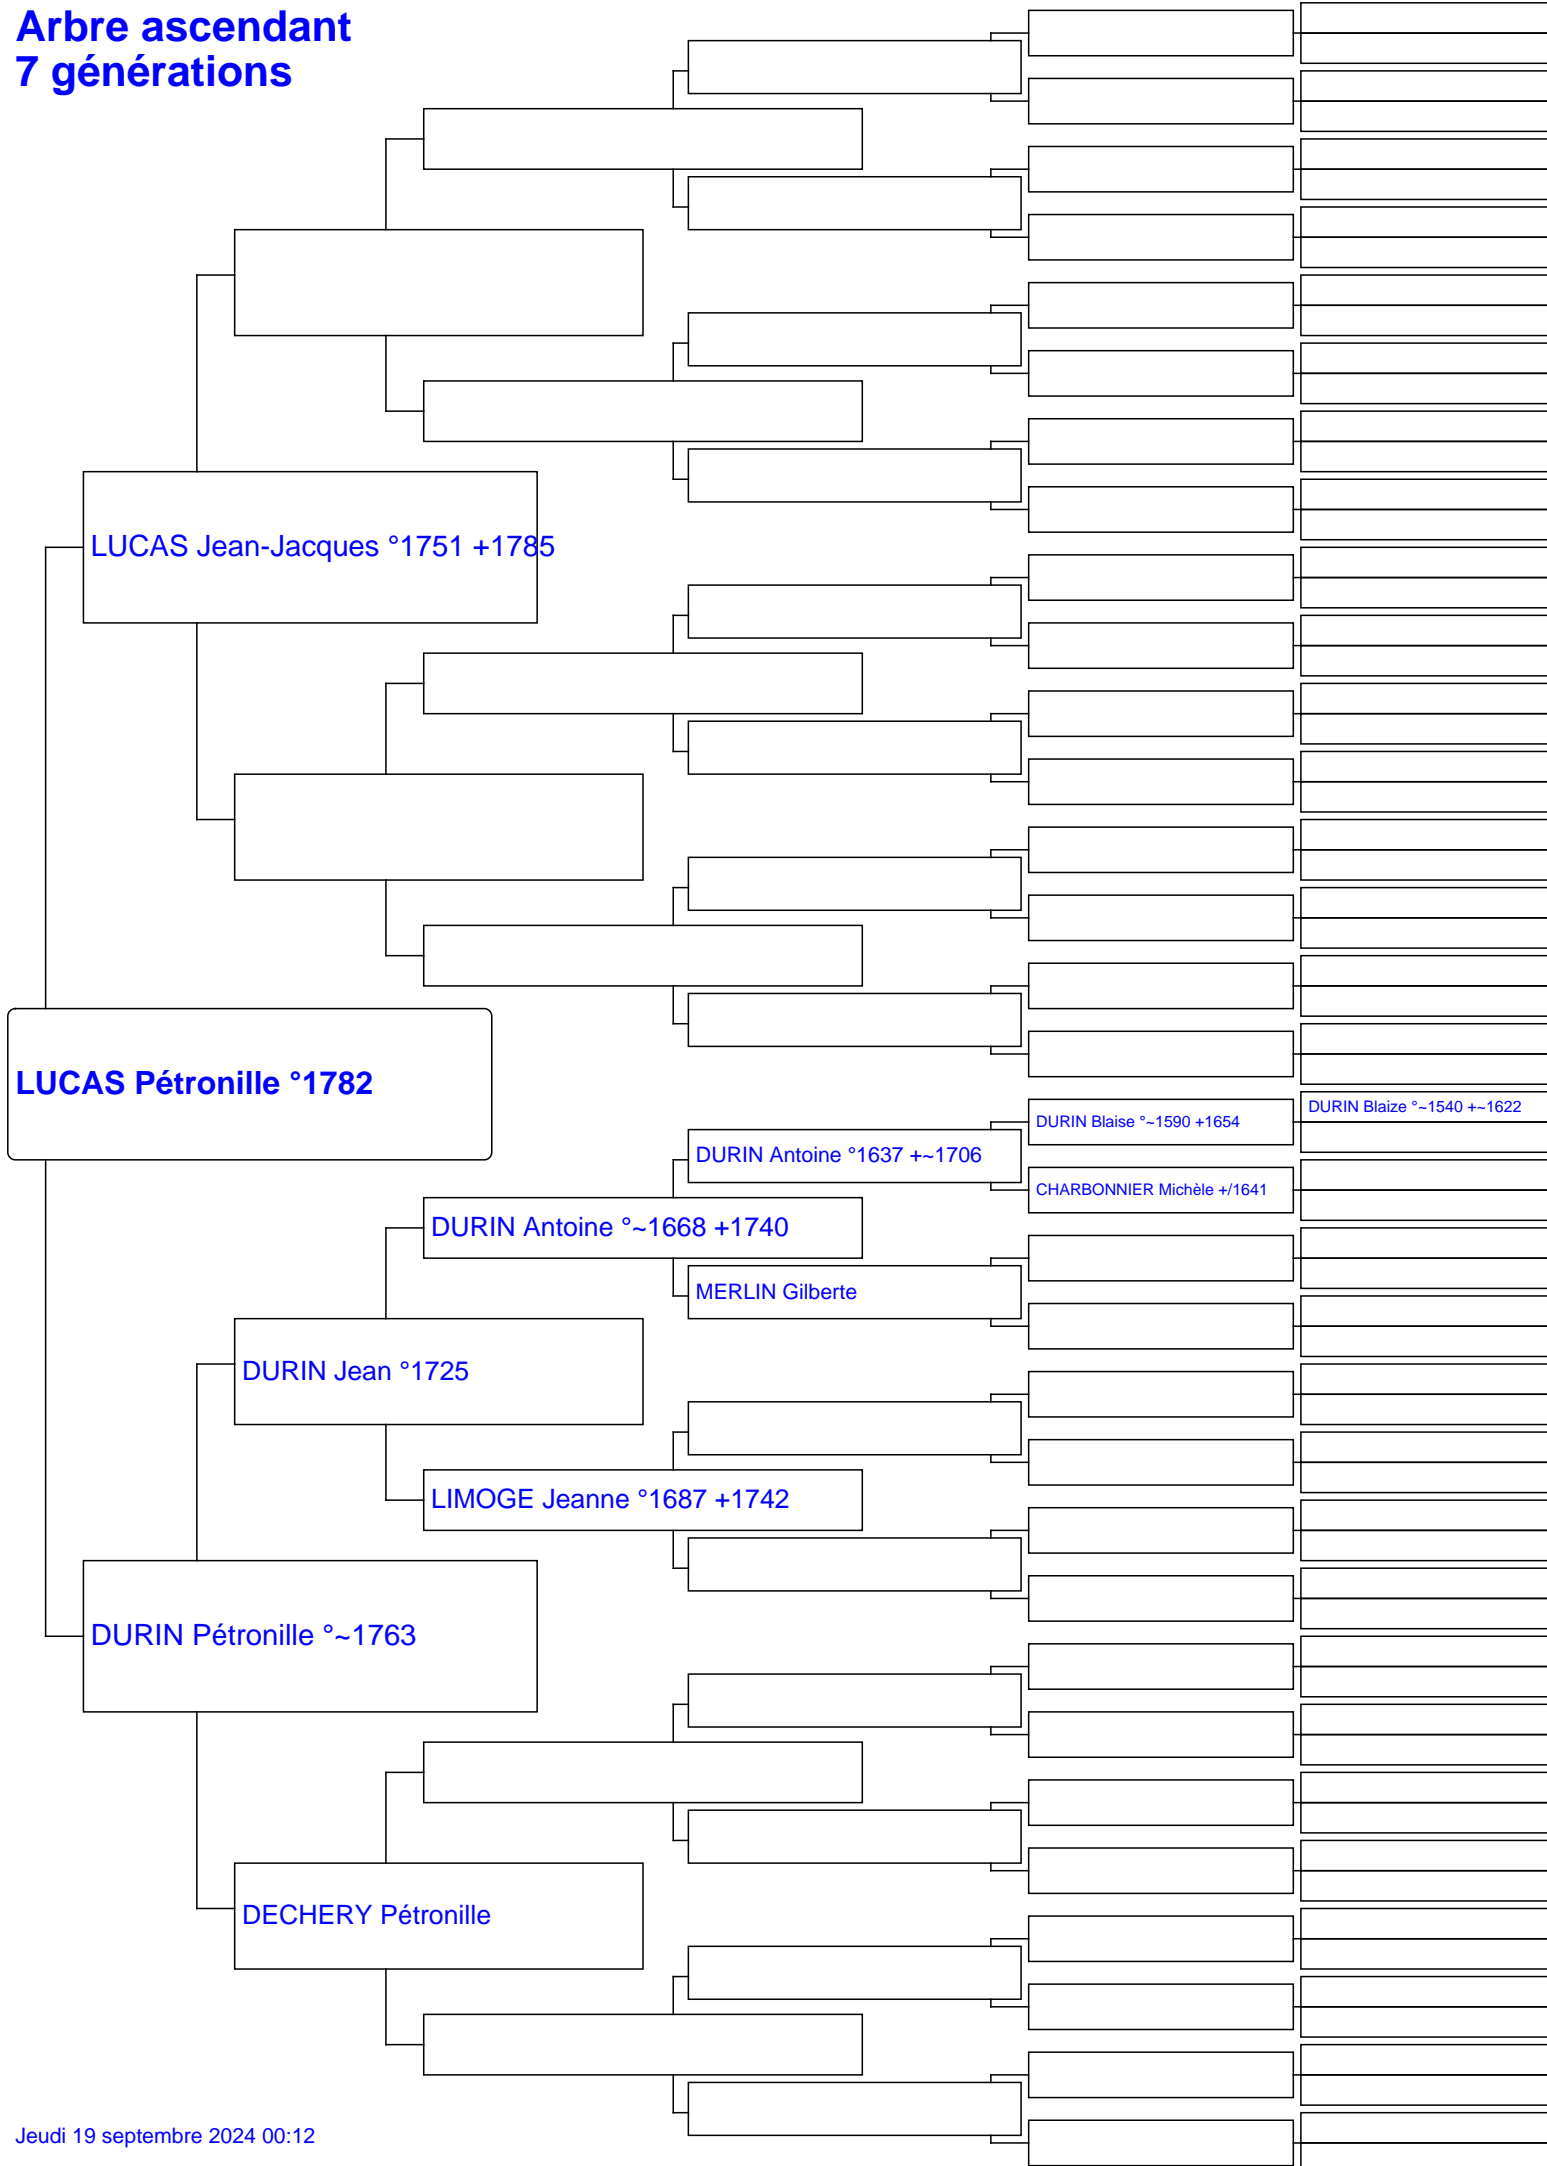 Arbre ascendant
7 générations
LUCAS Jean-Jacques °1751 +1785
LUCAS Pétronille °1782
DURIN Blaize °~1540 +~1622
DURIN Blaise °~1590 +1654
DURIN Antoine °1637 +~1706
CHARBONNIER Michèle +/1641
DURIN Antoine °~1668 +1740
MERLIN Gilberte
DURIN Jean °1725
LIMOGE Jeanne °1687 +1742
DURIN Pétronille °~1763
DECHERY Pétronille
Jeudi 19 septembre 2024 00:12